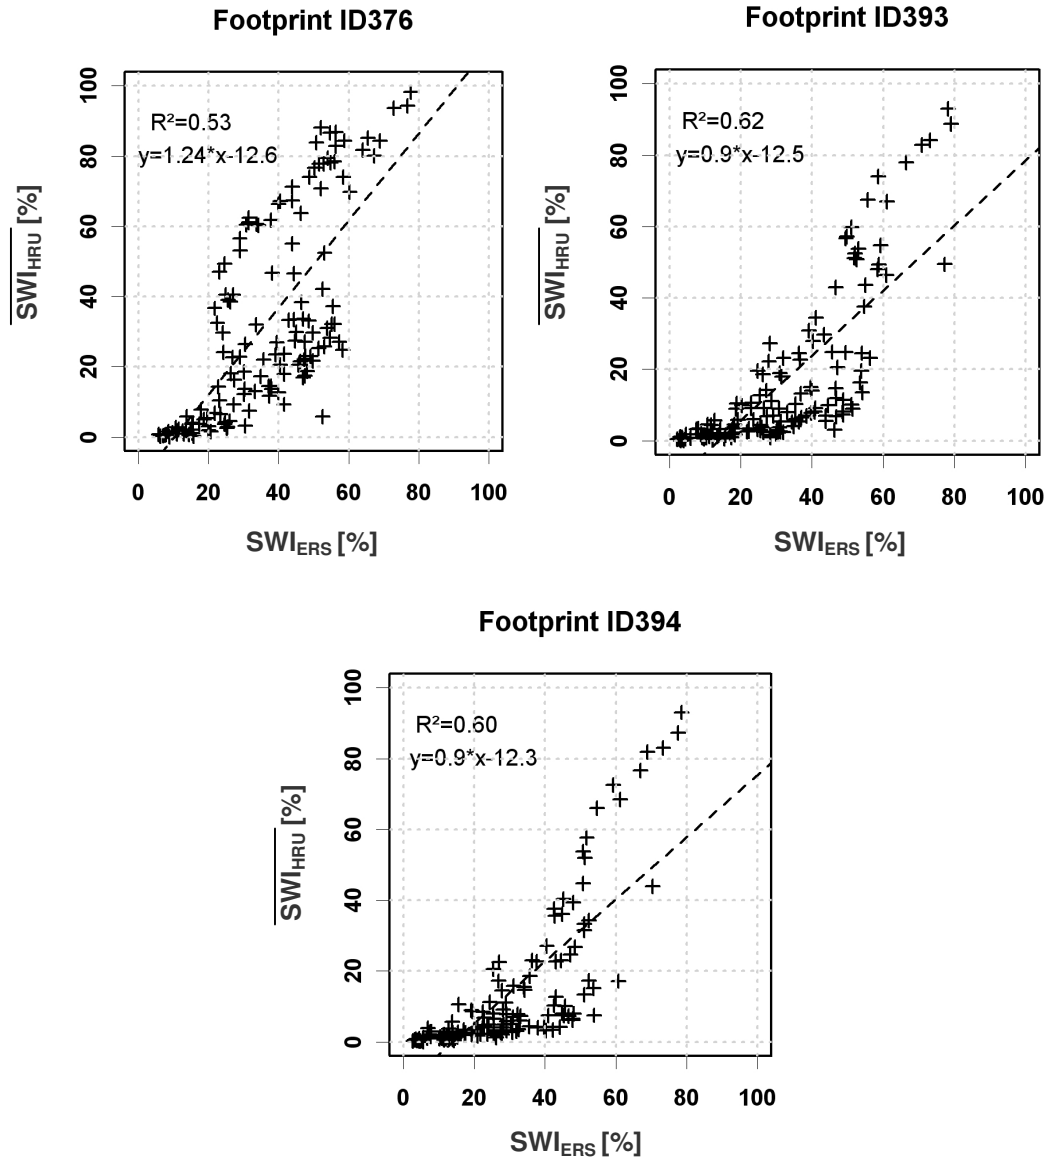 Footprint ID376
R²=0.53
y=1.24*x-12.6
SWIHRU [%]
0 20 40 60 80 100
0 20 40 60 80 100
SWIERS [%]
Footprint ID393
R²=0.62
y=0.9*x-12.5
SWIHRU [%]
0 20 40 60 80 100
0 20 40 60 80 100
SWIERS [%]
Footprint ID394
R²=0.60
y=0.9*x-12.3
SWIHRU [%]
0 20 40 60 80 100
0 20 40 60 80 100
SWIERS [%]